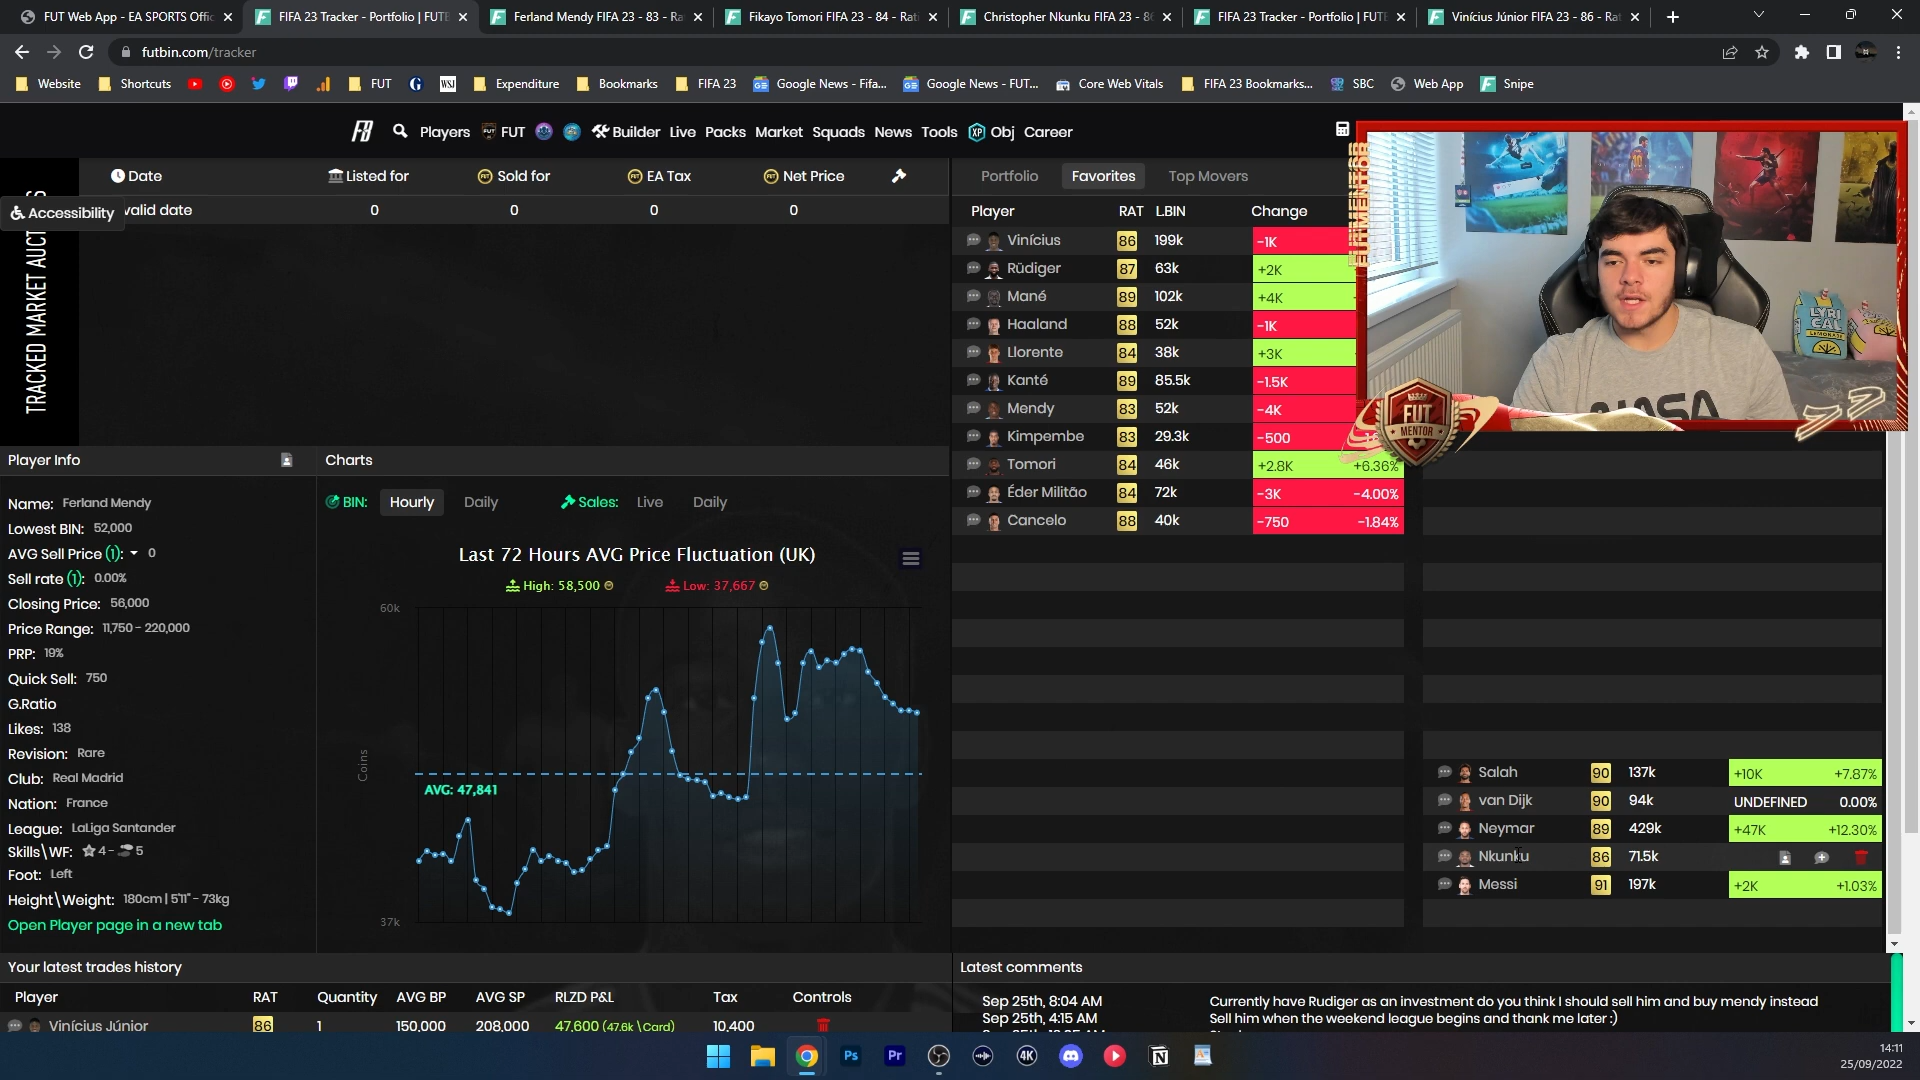 FUT Web App - EA SPORTS Offic
FIFA 23 Tracker - Portfolio | FUTE
Ferland Mendy FIFA 23 - 83 - Ra
Fikayo Tomori FIFA 23 - 84 - Rati
Christopher Nkunku FIFA 23 - 86
FIFA 23 Tracker - Portfolio | FUTE
Vinícius Júnior FIFA 23 - 86 - Rat
futbin.com/tracker
Website Shortcuts FUT WSJ Expenditure Bookmarks FIFA 23 Google News - Fifa... Google News - FUT... Core Web Vitals FIFA 23 Bookmarks... SBC Web App Snipe
Players FUT Builder Live Packs Market Squads News Tools XP Obj Career
Date Listed for Sold for EA Tax Net Price
valid date 0 0 0 0
Accessibility
TRACKED MARKET AUCT S
Portfolio Favorites Top Movers
Player RAT LBIN Change
Vinícius 86 199k -1K
Rüdiger 87 63k +2K
Mané 89 102k +4K
Haaland 88 52k -1K
Llorente 84 38k +3K
Kanté 89 85.5k -1.5K
Mendy 83 52k -4K
Kimpembe 83 29.3k -500
Tomori 84 46k +2.8K +6.36%
Éder Militão 84 72k -3K -4.00%
Cancelo 88 40k -750 -1.84%
FUTMENTOR
LYRICAL
LEMONADE
NASA
FUT
MENTOR
Player Info
Name: Ferland Mendy
Lowest BIN: 52,000
AVG Sell Price (1): 0
Sell rate (1): 0.00%
Closing Price: 56,000
Price Range: 11,750 - 220,000
PRP: 19%
Quick Sell: 750
G.Ratio
Likes: 138
Revision: Rare
Club: Real Madrid
Nation: France
League: LaLiga Santander
Skills\WF: 4 - 5
Foot: Left
Height\Weight: 180cm | 5'11" - 73kg
Open Player page in a new tab
Charts
BIN: Hourly Daily Sales: Live Daily
Last 72 Hours AVG Price Fluctuation (UK)
High: 58,500 Low: 37,667
60k
Coins
AVG: 47,841
37k
Salah 90 137k +10K +7.87%
van Dijk 90 94k UNDEFINED 0.00%
Neymar 89 429k +47K +12.30%
Nkunku 86 71.5k
Messi 91 197k +2K +1.03%
Your latest trades history
Player RAT Quantity AVG BP AVG SP RLZD P&L Tax Controls
Vinícius Júnior 86 1 150,000 208,000 47,600 (47.6k \Card) 10,400
Latest comments
Sep 25th, 8:04 AM Currently have Rudiger as an investment do you think I should sell him and buy mendy instead
Sep 25th, 4:15 AM Sell him when the weekend league begins and thank me later :)
Ps Pr 4K
14:11
25/09/2022